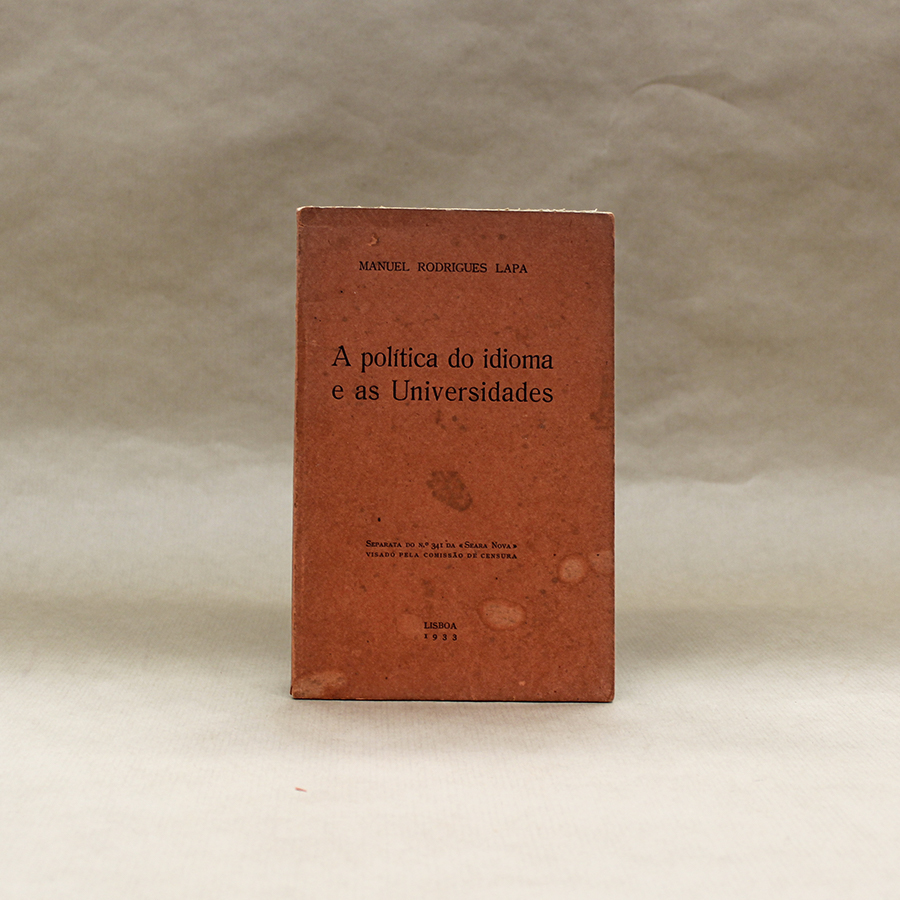 MANUEL RODRIGUES LAPA
A política do idioma
e as Universidades
SEPARATA DO N.º 341 DA «SEARA NOVA»
VISADO PELA COMISSÃO DE CENSURA
LISBOA
1933